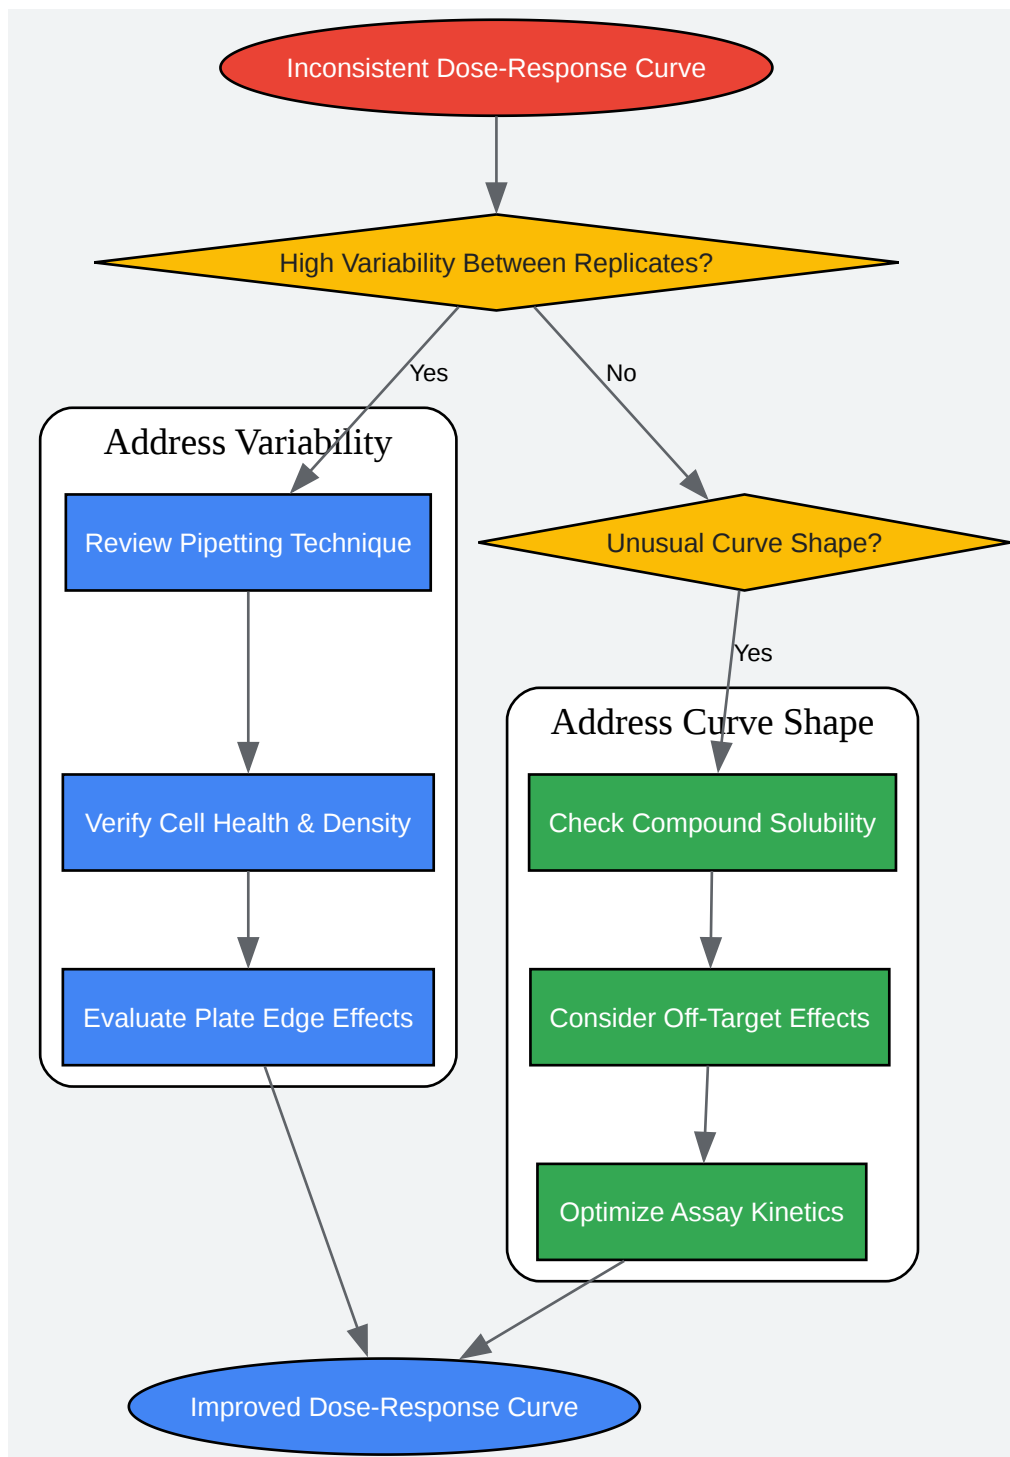 Inconsistent Dose-Response Curve
High Variability Between Replicates?
Yes
No
Address Variability
Review Pipetting Technique
Unusual Curve Shape?
Yes
Address Curve Shape
Verify Cell Health & Density
Check Compound Solubility
Evaluate Plate Edge Effects
Consider Off-Target Effects
Optimize Assay Kinetics
Improved Dose-Response Curve